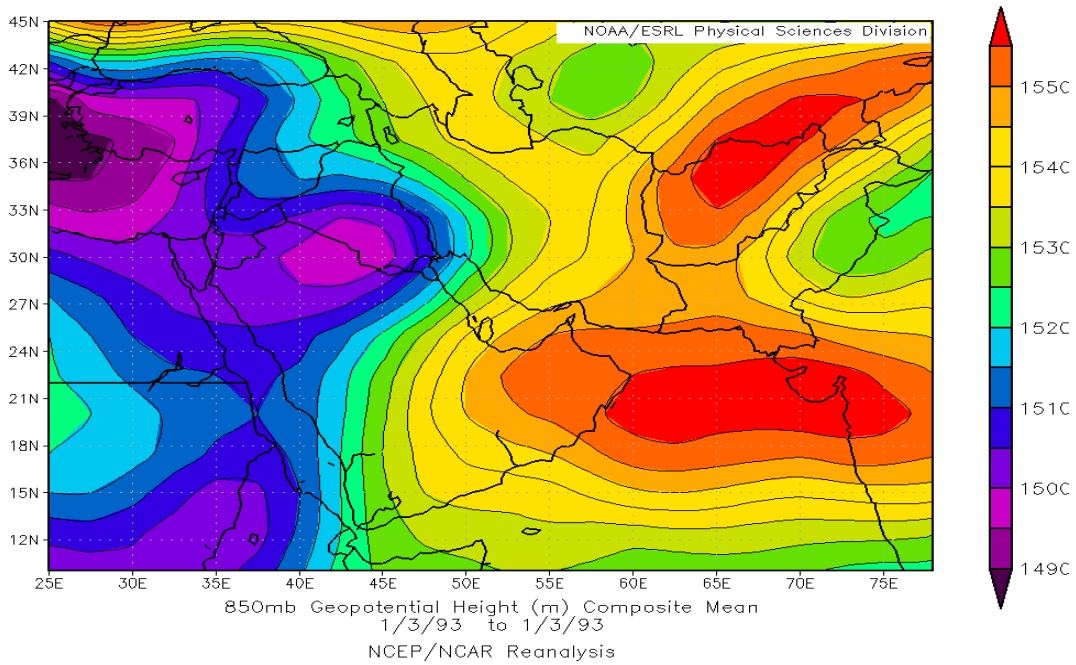 NOAA/ESRL Physical Sciences Division
45N
42N
39N
36N
33N
30N
27N
24N
21N
18N
15N
12N
25E 30E 35E 40E 45E 50E 55E 60E 65E 70E 75E
1550
1540
1530
1520
1510
1500
1490
850mb Geopotential Height (m) Composite Mean
1/3/93 to 1/3/93
NCEP/NCAR Reanalysis